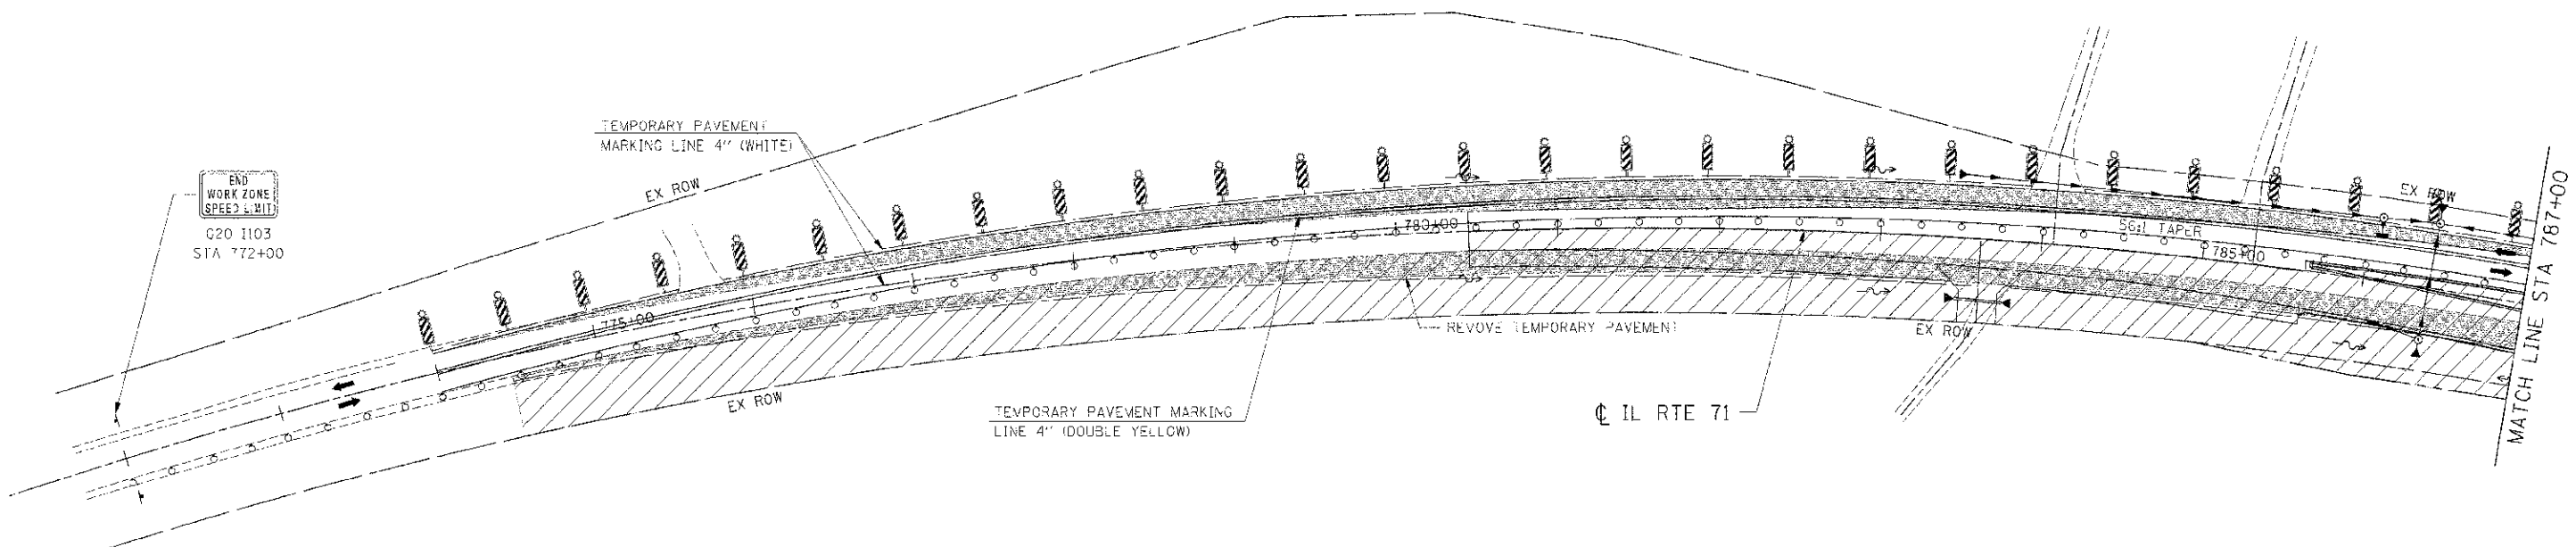 END
WORK ZONE
SPEED LIMIT
G20 I103
STA 772+00
TEMPORARY PAVEMENT
MARKING LINE 4" (WHITE)
EX ROW
775+00
EX ROW
780+00
TEMPORARY PAVEMENT MARKING
LINE 4" (DOUBLE YELLOW)
REVOVE TEMPORARY PAVEMENT
℄ IL RTE 71
EX ROW
56:1 TAPER
785+00
EX ROW
MATCH LINE STA 787+00